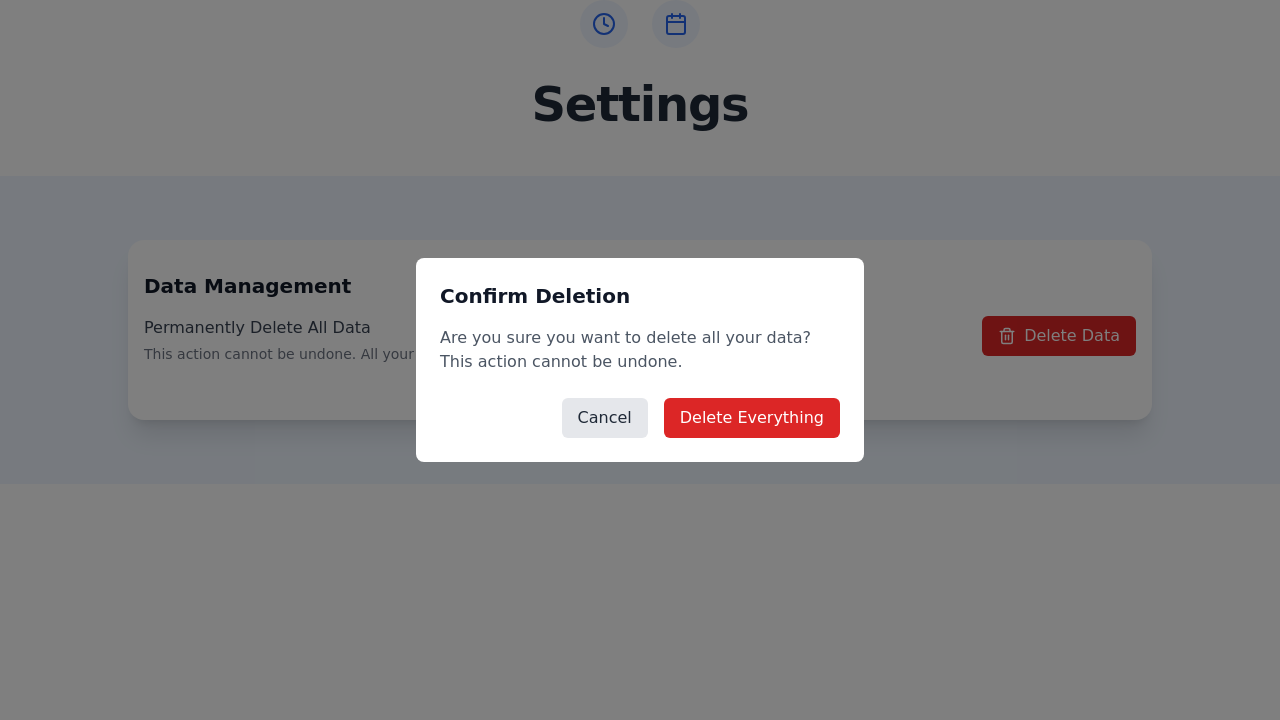 Settings
Data Management
Permanently Delete All Data
This action cannot be undone. All your
Delete Data
Confirm Deletion
Are you sure you want to delete all your data?
This action cannot be undone.
Cancel
Delete Everything